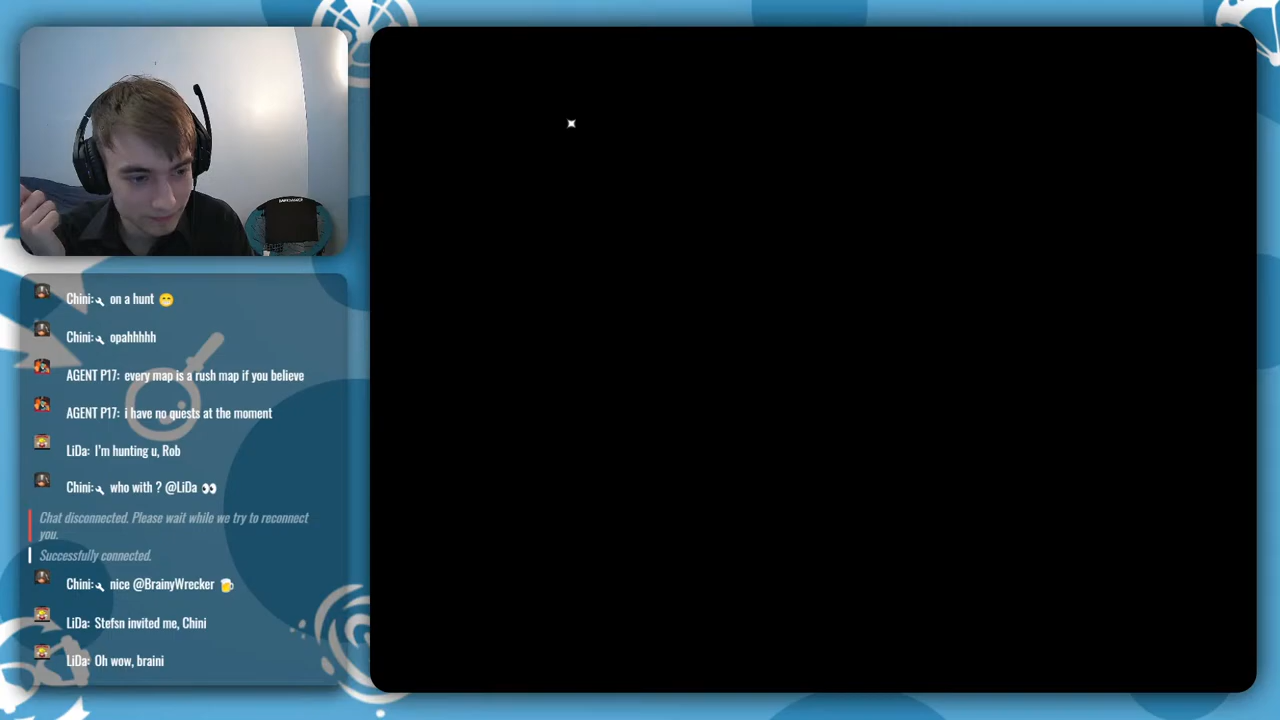 Chini: on a hunt 😁
Chini: opahhhhh
AGENT P17: every map is a rush map if you believe
AGENT P17: i have no quests at the moment
LiDa: I'm hunting u, Rob
Chini: who with ? @LiDa 👀
Chat disconnected. Please wait while we try to reconnect
you.
Successfully connected.
Chini: nice @BrainyWrecker 🍺
LiDa: Stefsn invited me, Chini
LiDa: Oh wow, braini